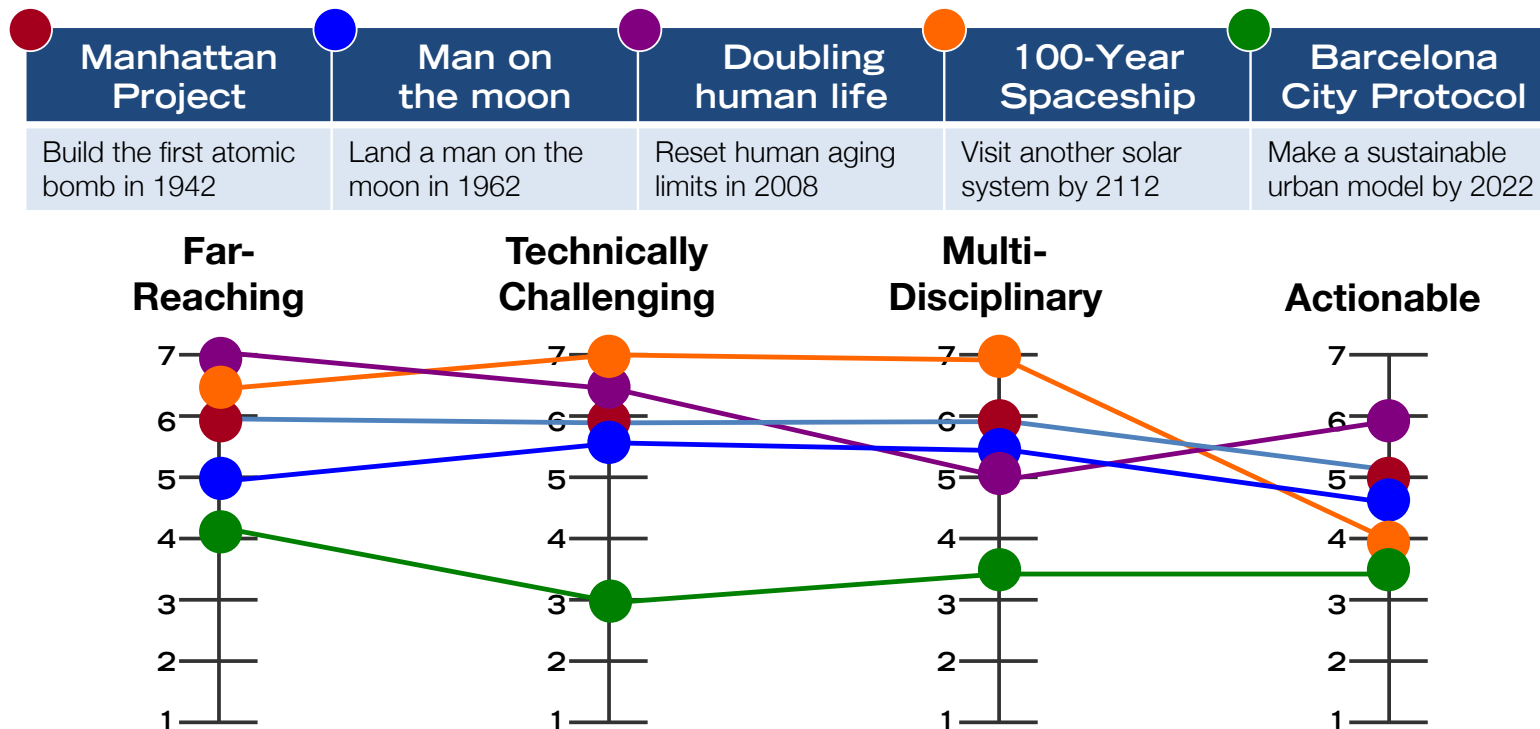 Manhattan
Project
Man on
the moon
Doubling
human life
100-Year
Spaceship
Barcelona
City Protocol
Build the first atomic
bomb in 1942
Land a man on the
moon in 1962
Reset human aging
limits in 2008
Visit another solar
system by 2112
Make a sustainable
urban model by 2022
Far-
Reaching
Technically
Challenging
Multi-
Disciplinary
Actionable
7
6
5
4
3
2
1
7
6
5
4
3
2
1
7
6
5
4
3
2
1
7
6
5
4
3
2
1